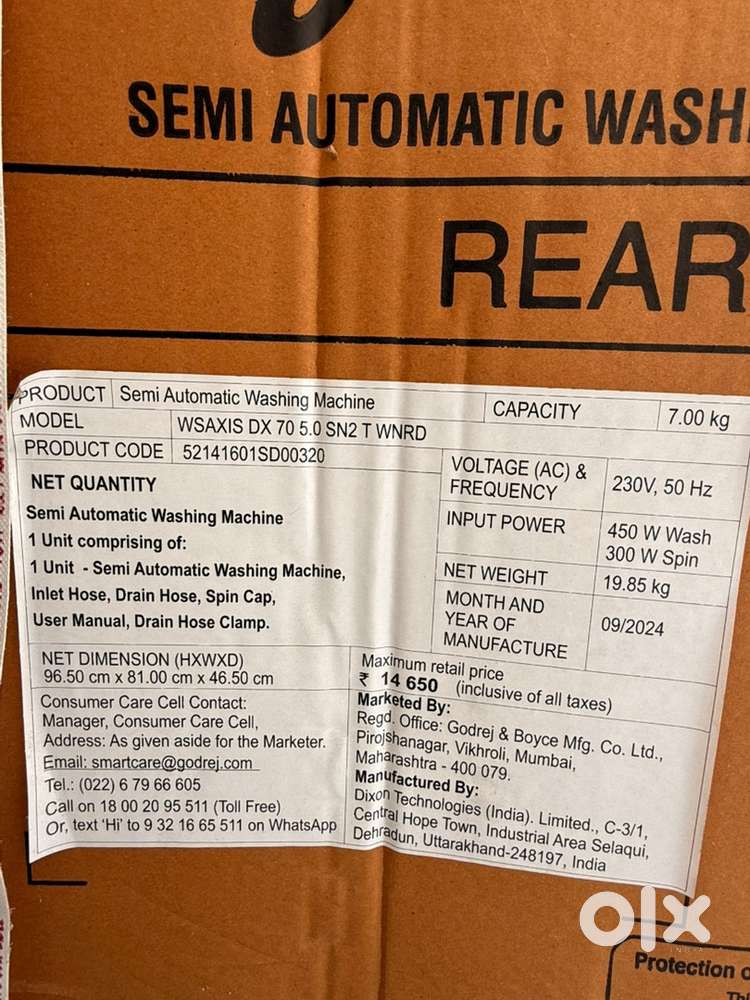 SEMI AUTOMATIC WASH
REAR
PRODUCT Semi Automatic Washing Machine
CAPACITY 7.00 kg
MODEL WSAXIS DX 70 5.0 SN2 T WNRD
PRODUCT CODE 52141601SD00320
VOLTAGE (AC) &
FREQUENCY
230V, 50 Hz
INPUT POWER
450 W Wash
300 W Spin
NET WEIGHT 19.85 kg
MONTH AND
YEAR OF
MANUFACTURE
09/2024
NET QUANTITY
Semi Automatic Washing Machine
1 Unit comprising of:
1 Unit - Semi Automatic Washing Machine,
Inlet Hose, Drain Hose, Spin Cap,
User Manual, Drain Hose Clamp.
NET DIMENSION (HXWXD)
96.50 cm x 81.00 cm x 46.50 cm
Consumer Care Cell Contact:
Manager, Consumer Care Cell,
Address: As given aside for the Marketer.
Email: smartcare@godrej.com
Tel.: (022) 6 79 66 605
Call on 18 00 20 95 511 (Toll Free)
Or, text 'Hi' to 9 32 16 65 511 on WhatsApp
Maximum retail price
₹ 14 650 (inclusive of all taxes)
Marketed By:
Regd. Office: Godrej & Boyce Mfg. Co. Ltd.,
Pirojshanagar, Vikhroli, Mumbai,
Maharashtra - 400 079.
Manufactured By:
Dixon Technologies (India). Limited., C-3/1,
Central Hope Town, Industrial Area Selaqui,
Dehradun, Uttarakhand-248197, India
olx
Protection